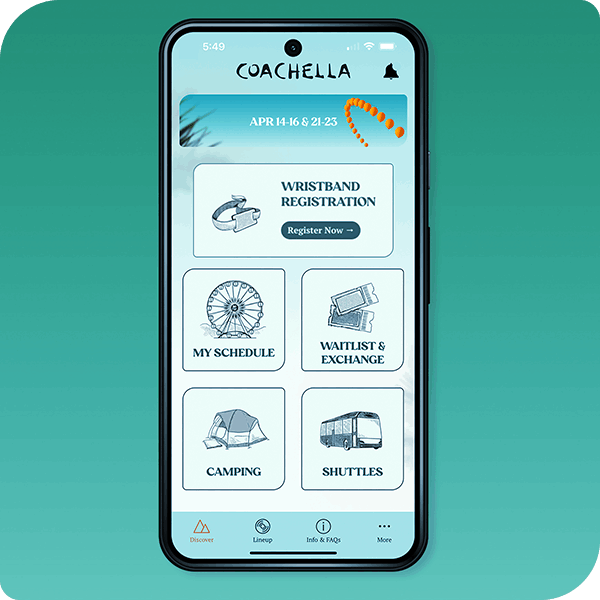 5:49
COACHELLA
APR 14-16 & 21-23
WRISTBAND
REGISTRATION
Register Now →
MY SCHEDULE
WAITLIST &
EXCHANGE
CAMPING
SHUTTLES
Discover
Lineup
Info & FAQs
More